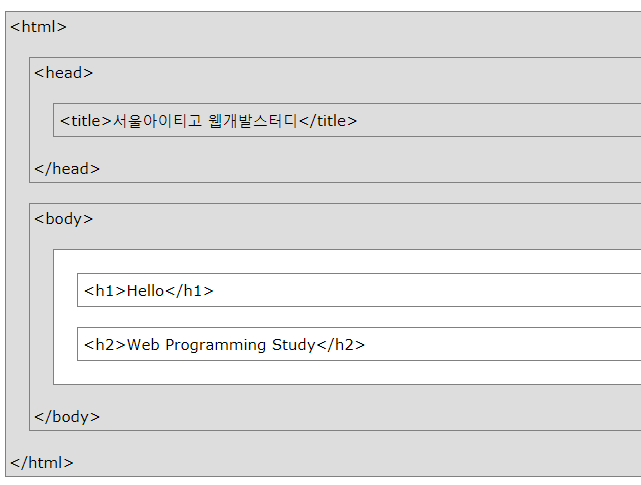 <html>
<head>
<title>서울아이티고 웹개발스터디</title>
</head>
<body>
<h1>Hello</h1>
<h2>Web Programming Study</h2>
</body>
</html>